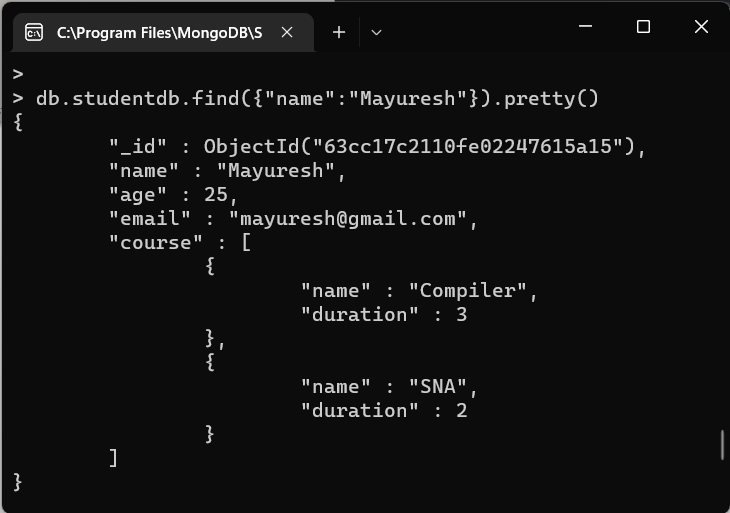 C:\Program Files\MongoDB\S
>
> db.studentdb.find({"name":"Mayuresh"}).pretty()
{
        "_id" : ObjectId("63cc17c2110fe02247615a15"),
        "name" : "Mayuresh",
        "age" : 25,
        "email" : "mayuresh@gmail.com",
        "course" : [
                {
                        "name" : "Compiler",
                        "duration" : 3
                },
                {
                        "name" : "SNA",
                        "duration" : 2
                }
        ]
}